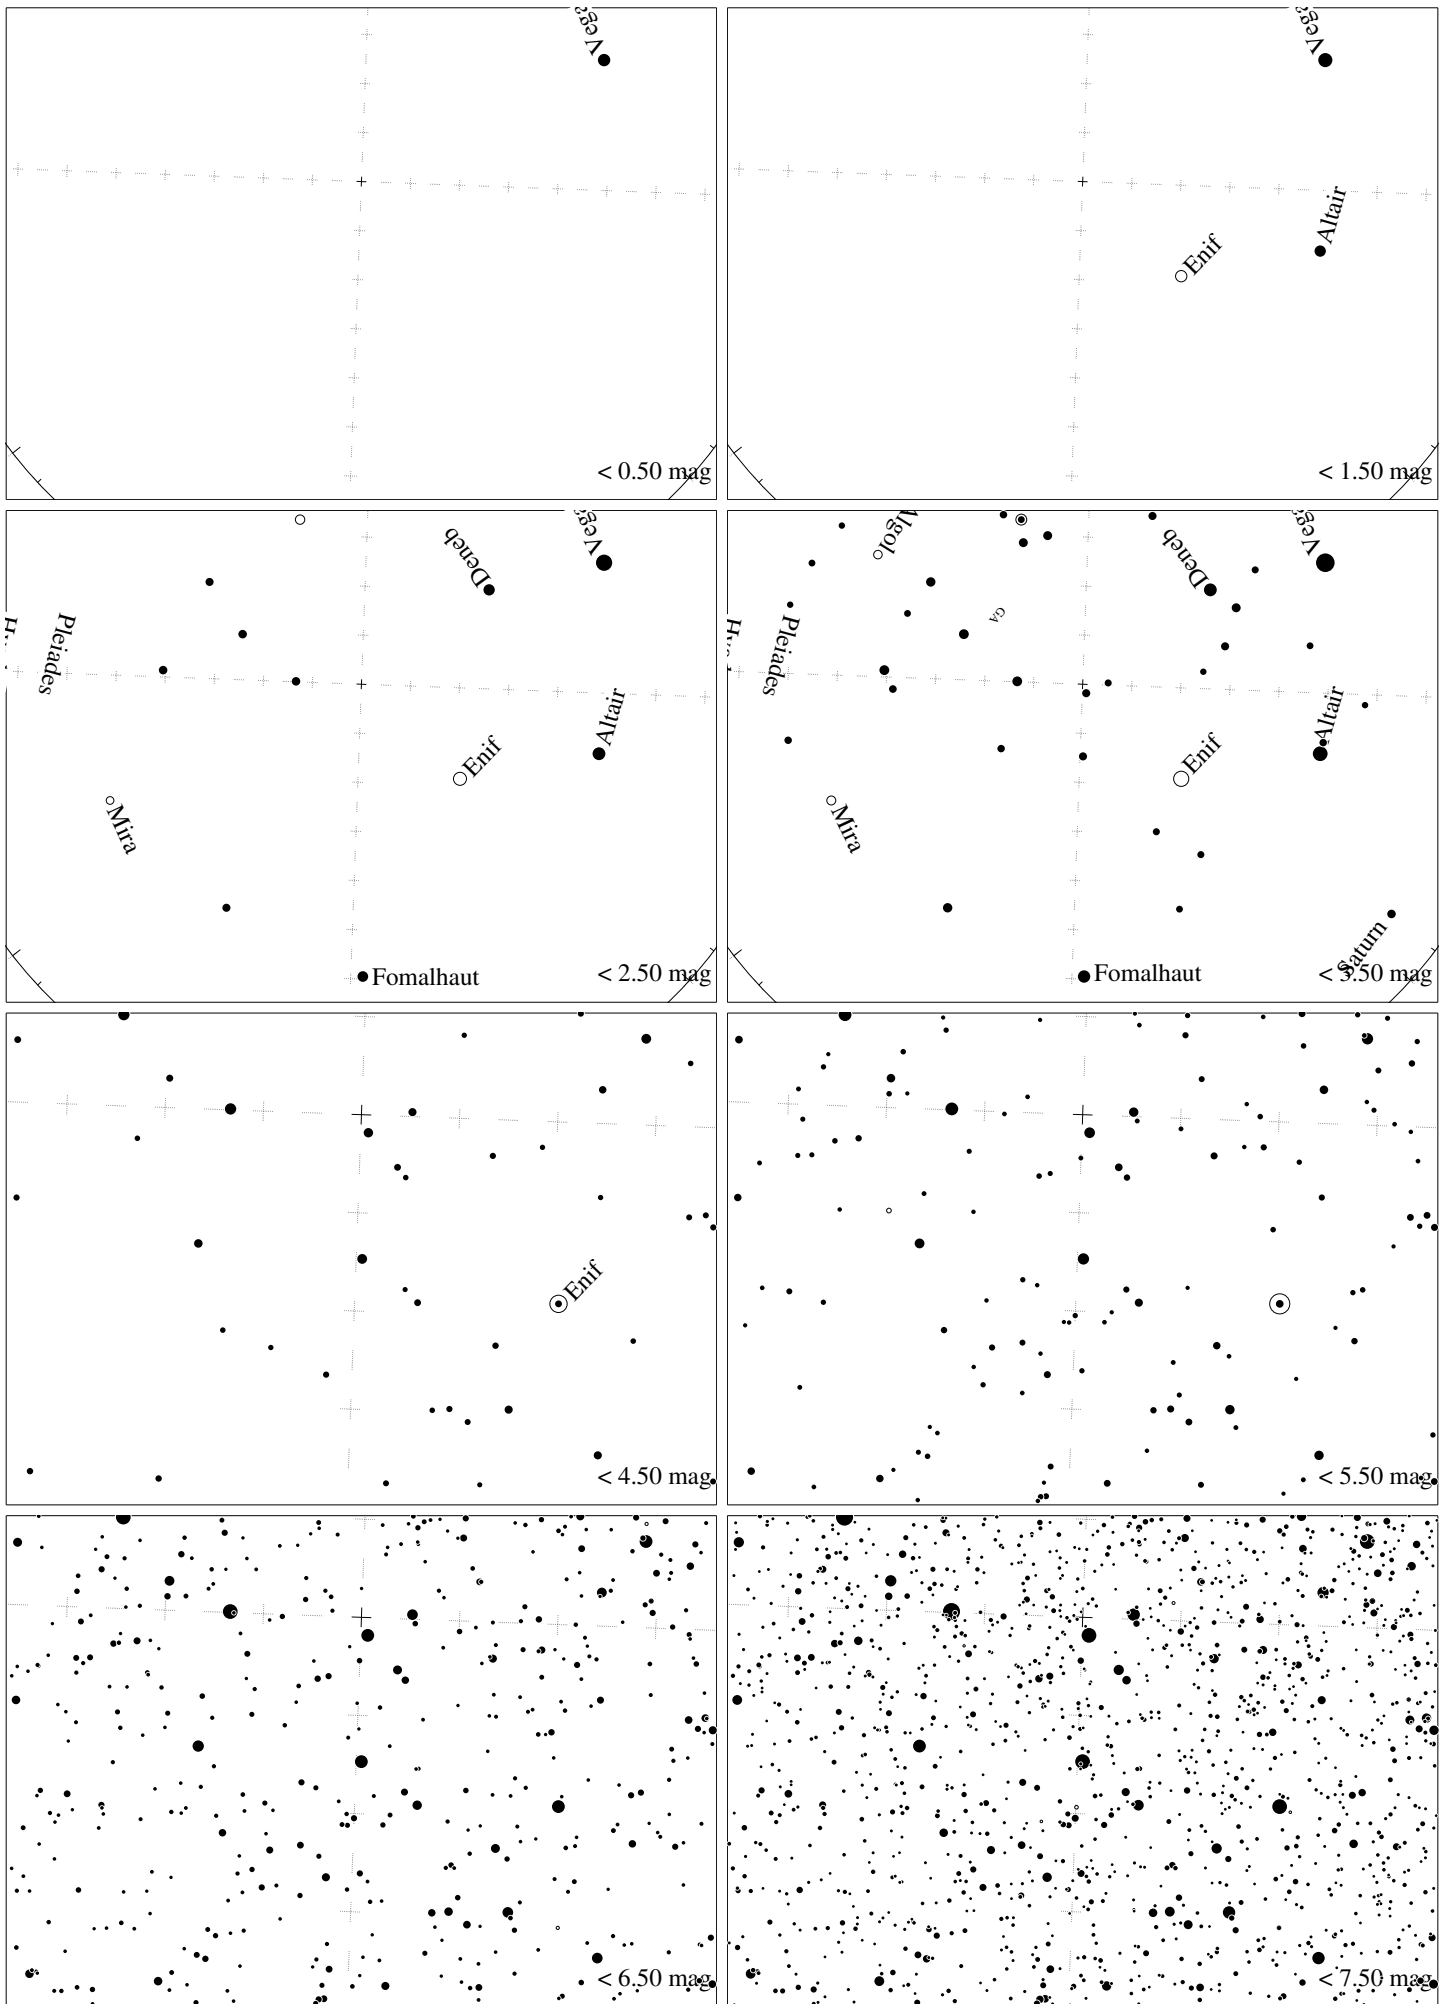 Vega
< 0.50 mag
Vega
Altair
Enif
< 1.50 mag
Deneb
Vega
Pleiades
Altair
Enif
Mira
Fomalhaut
< 2.50 mag
Algol
Deneb
Vega
GA
Pleiades
Altair
Enif
Mira
Saturn
Fomalhaut
< 3.50 mag
Enif
< 4.50 mag
< 5.50 mag
< 6.50 mag
< 7.50 mag